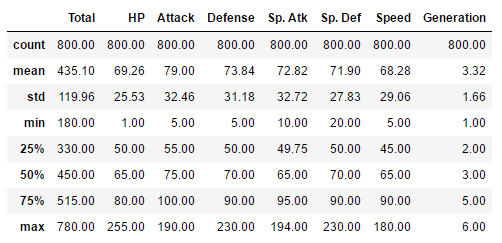 Total HP Attack Defense Sp. Atk Sp. Def Speed Generation
count 800.00 800.00 800.00 800.00 800.00 800.00 800.00 800.00
mean 435.10 69.26 79.00 73.84 72.82 71.90 68.28 3.32
std 119.96 25.53 32.46 31.18 32.72 27.83 29.06 1.66
min 180.00 1.00 5.00 5.00 10.00 20.00 5.00 1.00
25% 330.00 50.00 55.00 50.00 49.75 50.00 45.00 2.00
50% 450.00 65.00 75.00 70.00 65.00 70.00 65.00 3.00
75% 515.00 80.00 100.00 90.00 95.00 90.00 90.00 5.00
max 780.00 255.00 190.00 230.00 194.00 230.00 180.00 6.00